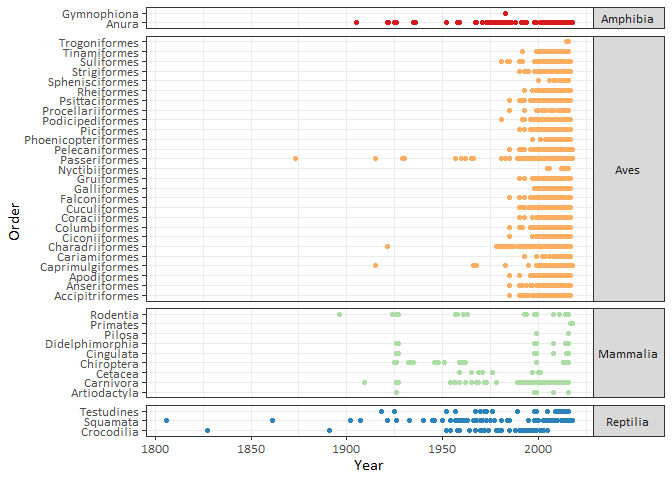 Gymnophiona
Anura
Amphibia
Trogoniformes
Tinamiformes
Suliformes
Strigiformes
Sphenisciformes
Rheiformes
Psittaciformes
Procellariiformes
Podicipediformes
Piciformes
Phoenicopteriformes
Pelecaniformes
Passeriformes
Nyctibiiformes
Gruiformes
Galliformes
Falconiformes
Cuculiformes
Coraciiformes
Columbiformes
Ciconiiformes
Charadriiformes
Cariamiformes
Caprimulgiformes
Apodiformes
Anseriformes
Accipitriformes
Aves
Rodentia
Primates
Pilosa
Didelphimorphia
Cingulata
Chiroptera
Cetacea
Carnivora
Artiodactyla
Mammalia
Testudines
Squamata
Crocodilia
Reptilia
Order
1800 1850 1900 1950 2000
Year